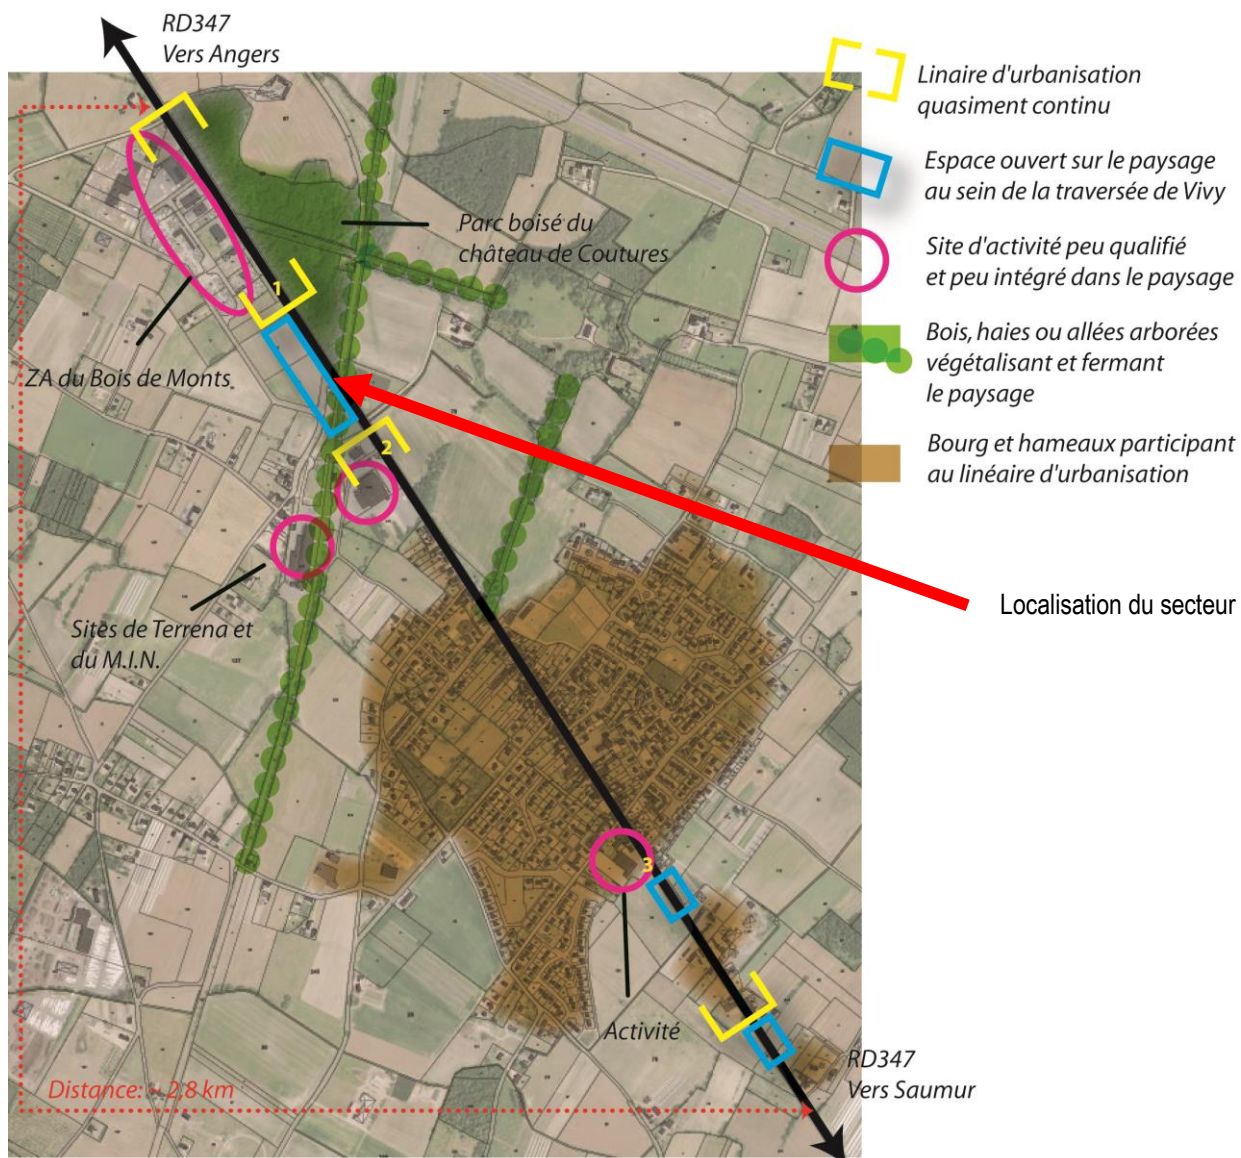 RD347
Vers Angers
Linaire d'urbanisation
quasiment continu
Espace ouvert sur le paysage
au sein de la traversée de Vivy
Site d'activité peu qualifié
et peu intégré dans le paysage
Bois, haies ou allées arborées
végétalisant et fermant
le paysage
Bourg et hameaux participant
au linéaire d'urbanisation
Parc boisé du
château de Coutures
1
ZA du Bois de Monts
2
Localisation du secteur
Sites de Terrena et
du M.I.N.
3
Activité
RD347
Vers Saumur
Distance: ~ 2,8 km